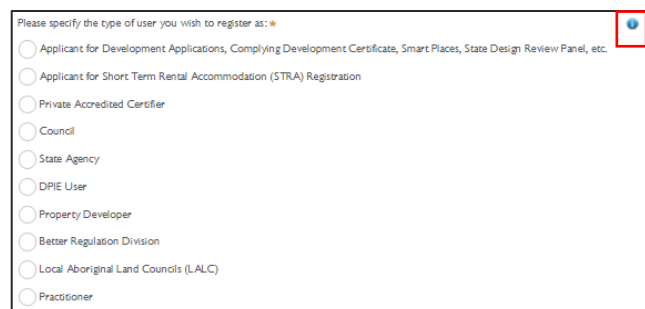 Please specify the type of user you wish to register as:
Applicant for Development Applications, Complying Development Certificate, Smart Places, State Design Review Panel, etc.
Applicant for Short Term Rental Accommodation (STRA) Registration
Private Accredited Certifier
Council
State Agency
DPIE User
Property Developer
Better Regulation Division
Local Aboriginal Land Councils (LALC)
Practitioner